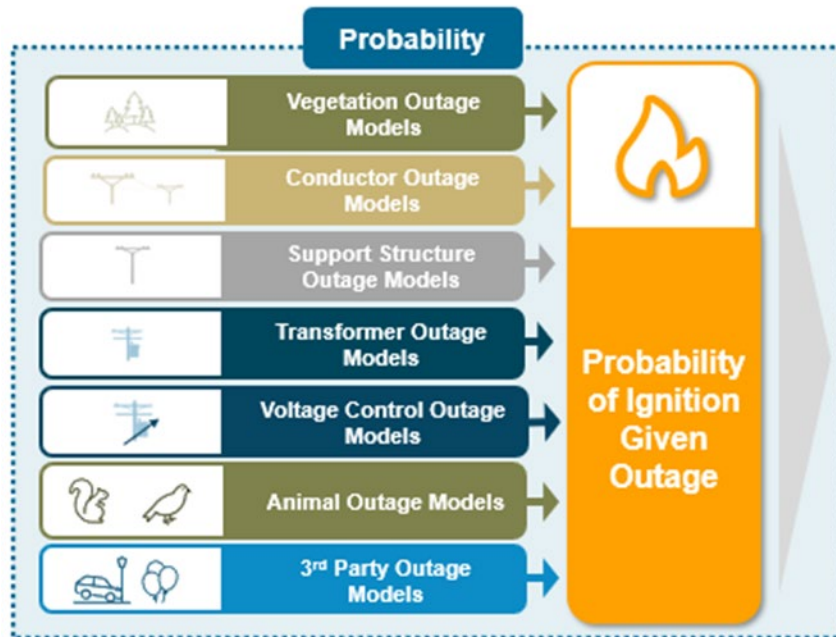 Probability
Vegetation Outage
Models
Conductor Outage
Models
Support Structure
Outage Models
Transformer Outage
Models
Voltage Control Outage
Models
Animal Outage Models
3rd Party Outage
Models
Probability
of Ignition
Given
Outage